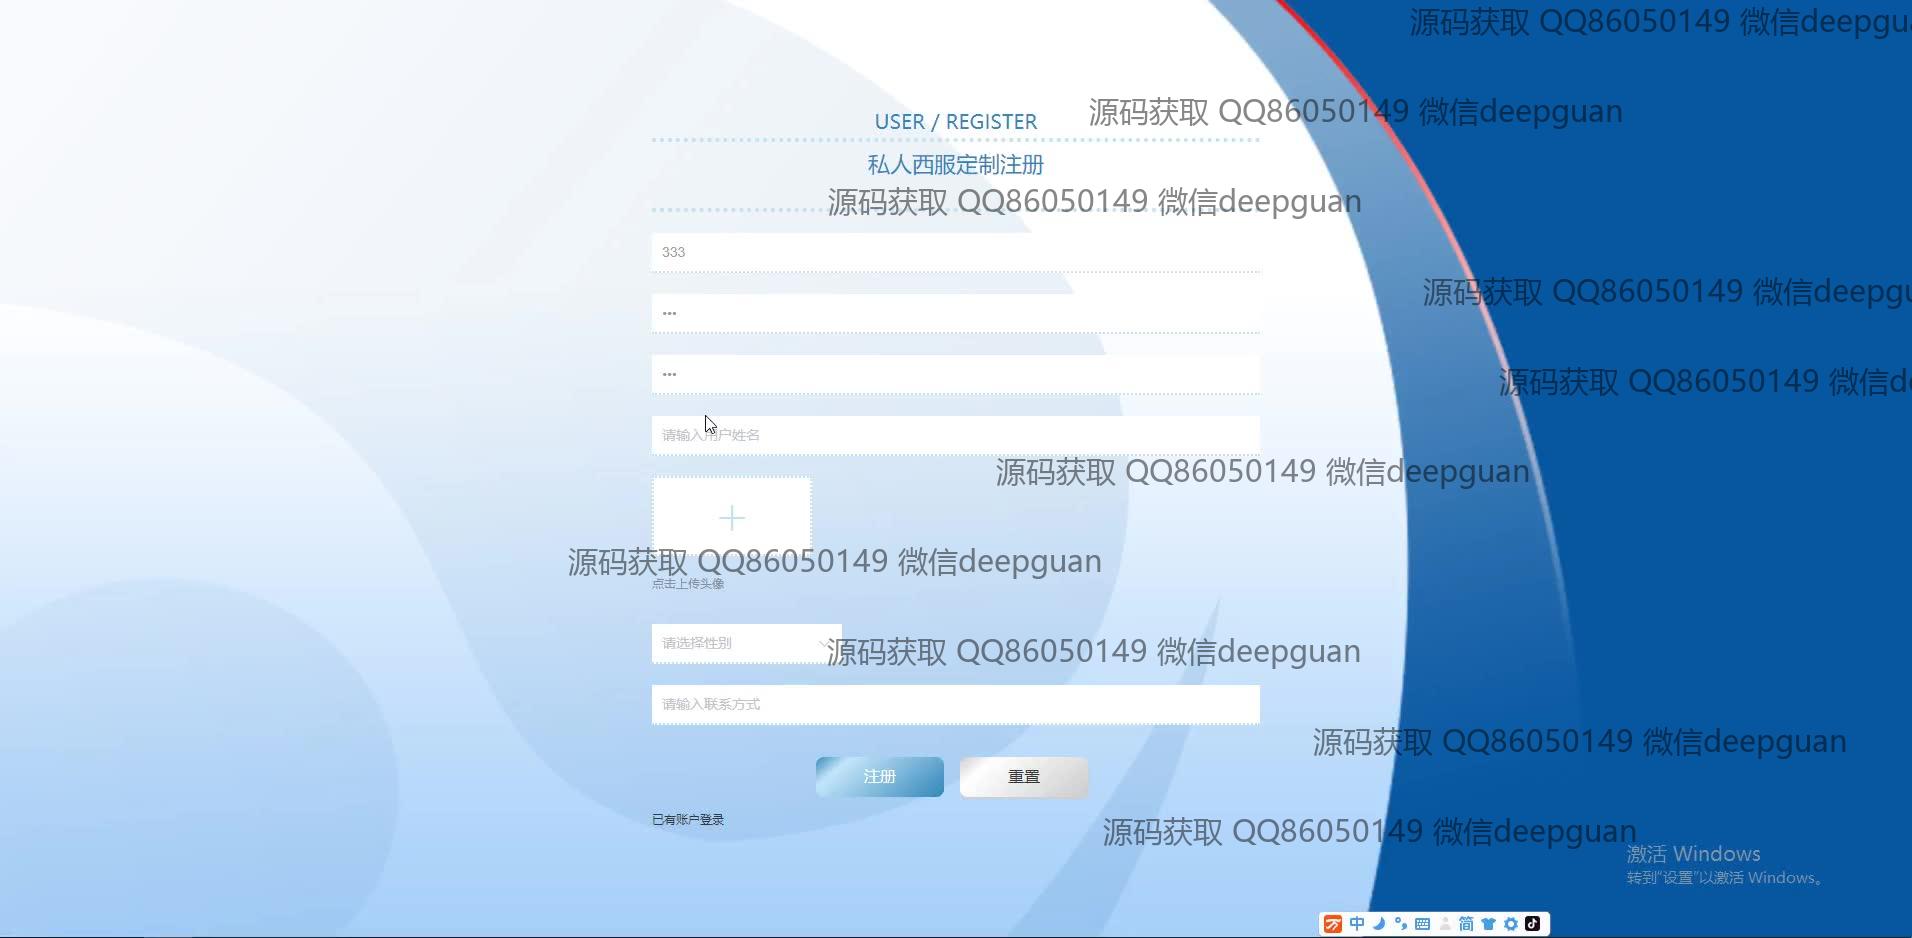 源码获取 QQ86050149 微信deepgu
源码获取 QQ86050149 微信deepguan
USER / REGISTER
私人西服定制注册
源码获取 QQ86050149 微信deepguan
333
源码获取 QQ86050149 微信deepgu
•••
•••
源码获取 QQ86050149 微信de
请输入用户姓名
源码获取 QQ86050149 微信deepguan
源码获取 QQ86050149 微信deepguan
点击上传头像
请选择性别
源码获取 QQ86050149 微信deepguan
请输入联系方式
源码获取 QQ86050149 微信deepguan
注册
重置
已有账户登录
源码获取 QQ86050149 微信deepguan
激活 Windows
转到“设置”以激活 Windows。
中 简